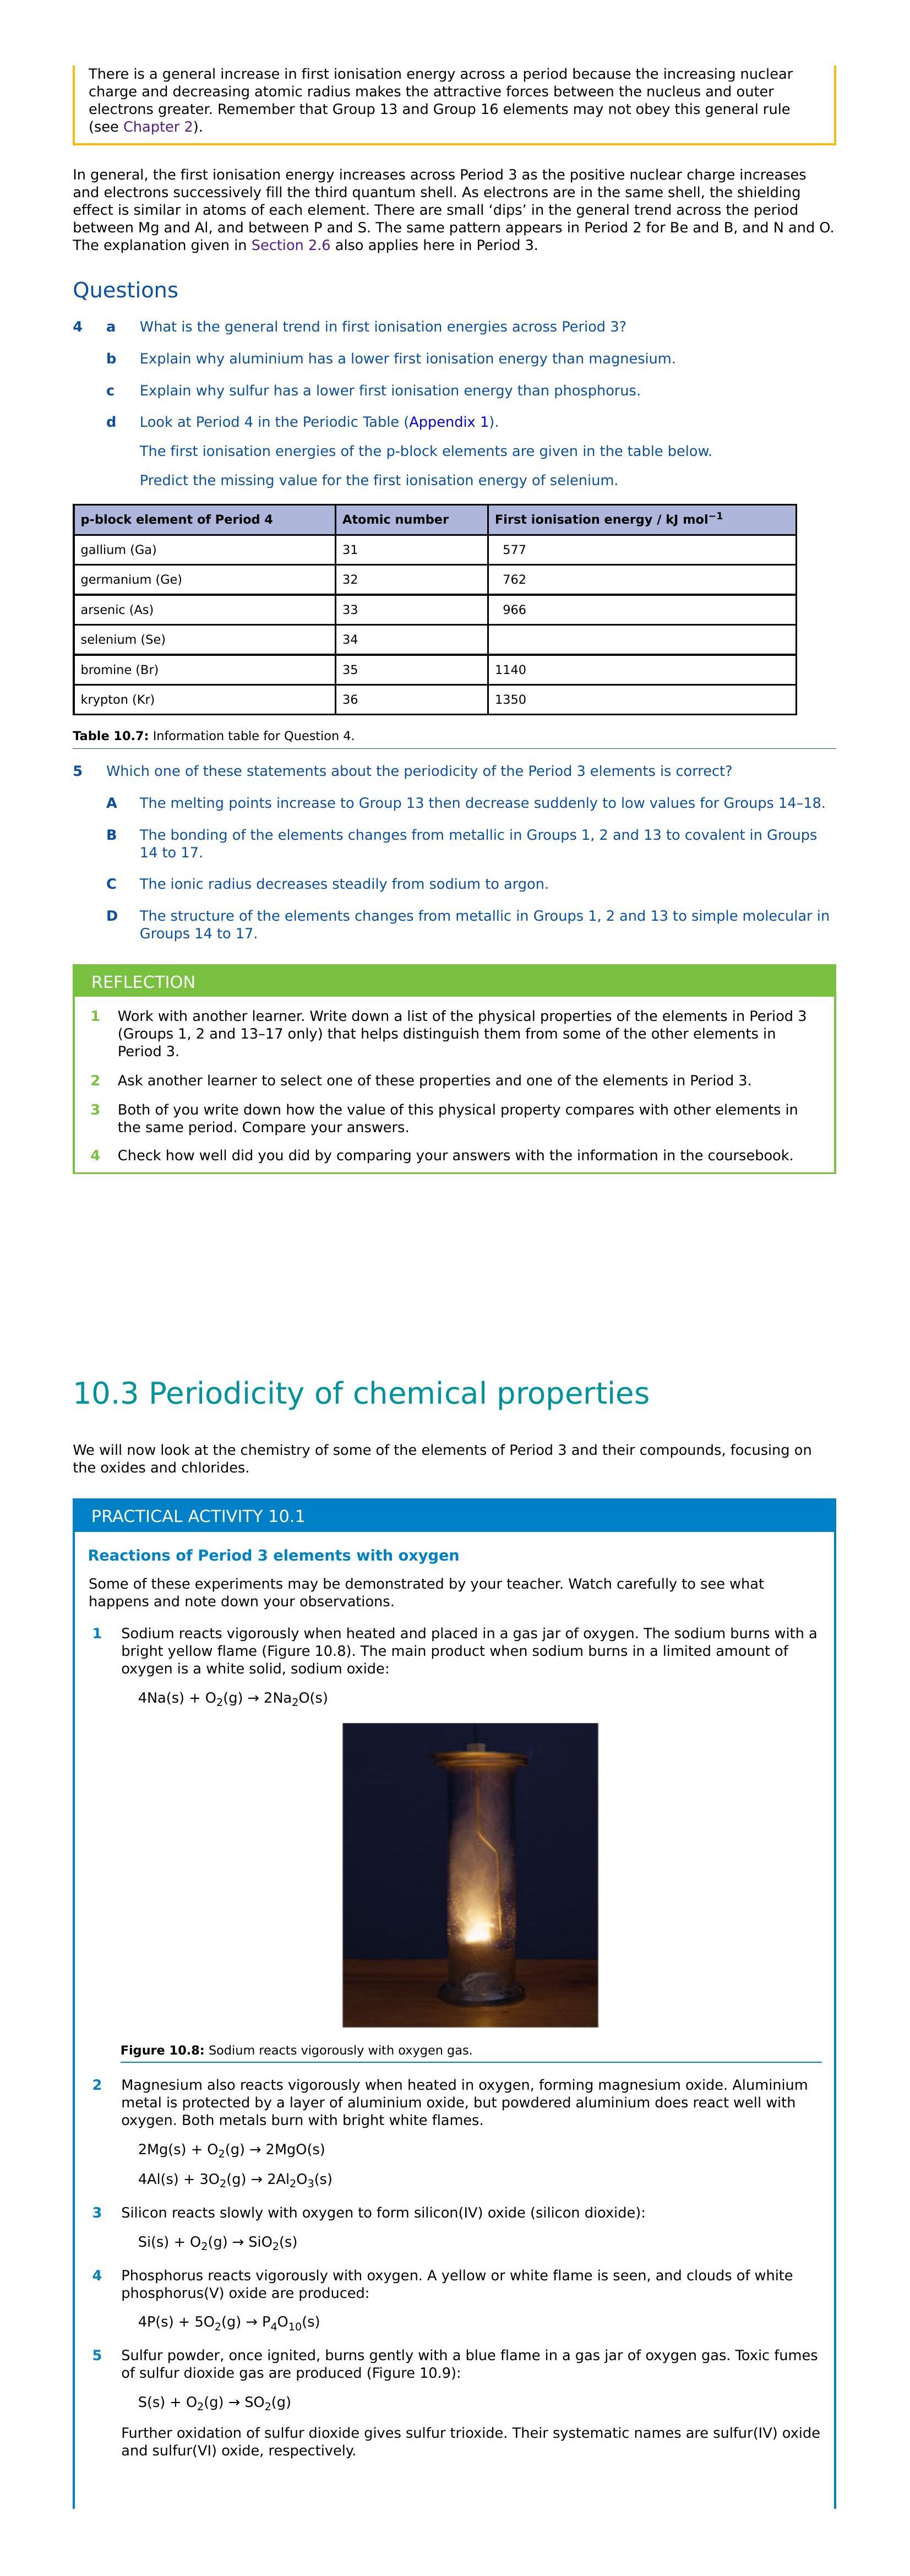 There is a general increase in first ionisation energy across a period because the increasing nuclear
charge and decreasing atomic radius makes the attractive forces between the nucleus and outer
electrons greater. Remember that Group 13 and Group 16 elements may not obey this general rule
(see Chapter 2).
In general, the first ionisation energy increases across Period 3 as the positive nuclear charge increases
and electrons successively fill the third quantum shell. As electrons are in the same shell, the shielding
effect is similar in atoms of each element. There are small ‘dips’ in the general trend across the period
between Mg and Al, and between P and S. The same pattern appears in Period 2 for Be and B, and N and O.
The explanation given in Section 2.6 also applies here in Period 3.
Questions
4 a What is the general trend in first ionisation energies across Period 3?
b Explain why aluminium has a lower first ionisation energy than magnesium.
c Explain why sulfur has a lower first ionisation energy than phosphorus.
d Look at Period 4 in the Periodic Table (Appendix 1).
The first ionisation energies of the p-block elements are given in the table below.
Predict the missing value for the first ionisation energy of selenium.
p-block element of Period 4 Atomic number First ionisation energy / kJ mol⁻¹
gallium (Ga) 31 577
germanium (Ge) 32 762
arsenic (As) 33 966
selenium (Se) 34
bromine (Br) 35 1140
krypton (Kr) 36 1350
Table 10.7: Information table for Question 4.
5 Which one of these statements about the periodicity of the Period 3 elements is correct?
A The melting points increase to Group 13 then decrease suddenly to low values for Groups 14–18.
B The bonding of the elements changes from metallic in Groups 1, 2 and 13 to covalent in Groups
14 to 17.
C The ionic radius decreases steadily from sodium to argon.
D The structure of the elements changes from metallic in Groups 1, 2 and 13 to simple molecular in
Groups 14 to 17.
REFLECTION
1 Work with another learner. Write down a list of the physical properties of the elements in Period 3
(Groups 1, 2 and 13–17 only) that helps distinguish them from some of the other elements in
Period 3.
2 Ask another learner to select one of these properties and one of the elements in Period 3.
3 Both of you write down how the value of this physical property compares with other elements in
the same period. Compare your answers.
4 Check how well did you did by comparing your answers with the information in the coursebook.
10.3 Periodicity of chemical properties
We will now look at the chemistry of some of the elements of Period 3 and their compounds, focusing on
the oxides and chlorides.
PRACTICAL ACTIVITY 10.1
Reactions of Period 3 elements with oxygen
Some of these experiments may be demonstrated by your teacher. Watch carefully to see what
happens and note down your observations.
1 Sodium reacts vigorously when heated and placed in a gas jar of oxygen. The sodium burns with a
bright yellow flame (Figure 10.8). The main product when sodium burns in a limited amount of
oxygen is a white solid, sodium oxide:
4Na(s) + O₂(g) → 2Na₂O(s)
Figure 10.8: Sodium reacts vigorously with oxygen gas.
2 Magnesium also reacts vigorously when heated in oxygen, forming magnesium oxide. Aluminium
metal is protected by a layer of aluminium oxide, but powdered aluminium does react well with
oxygen. Both metals burn with bright white flames.
2Mg(s) + O₂(g) → 2MgO(s)
4Al(s) + 3O₂(g) → 2Al₂O₃(s)
3 Silicon reacts slowly with oxygen to form silicon(IV) oxide (silicon dioxide):
Si(s) + O₂(g) → SiO₂(s)
4 Phosphorus reacts vigorously with oxygen. A yellow or white flame is seen, and clouds of white
phosphorus(V) oxide are produced:
4P(s) + 5O₂(g) → P₄O₁₀(s)
5 Sulfur powder, once ignited, burns gently with a blue flame in a gas jar of oxygen gas. Toxic fumes
of sulfur dioxide gas are produced (Figure 10.9):
S(s) + O₂(g) → SO₂(g)
Further oxidation of sulfur dioxide gives sulfur trioxide. Their systematic names are sulfur(IV) oxide
and sulfur(VI) oxide, respectively.